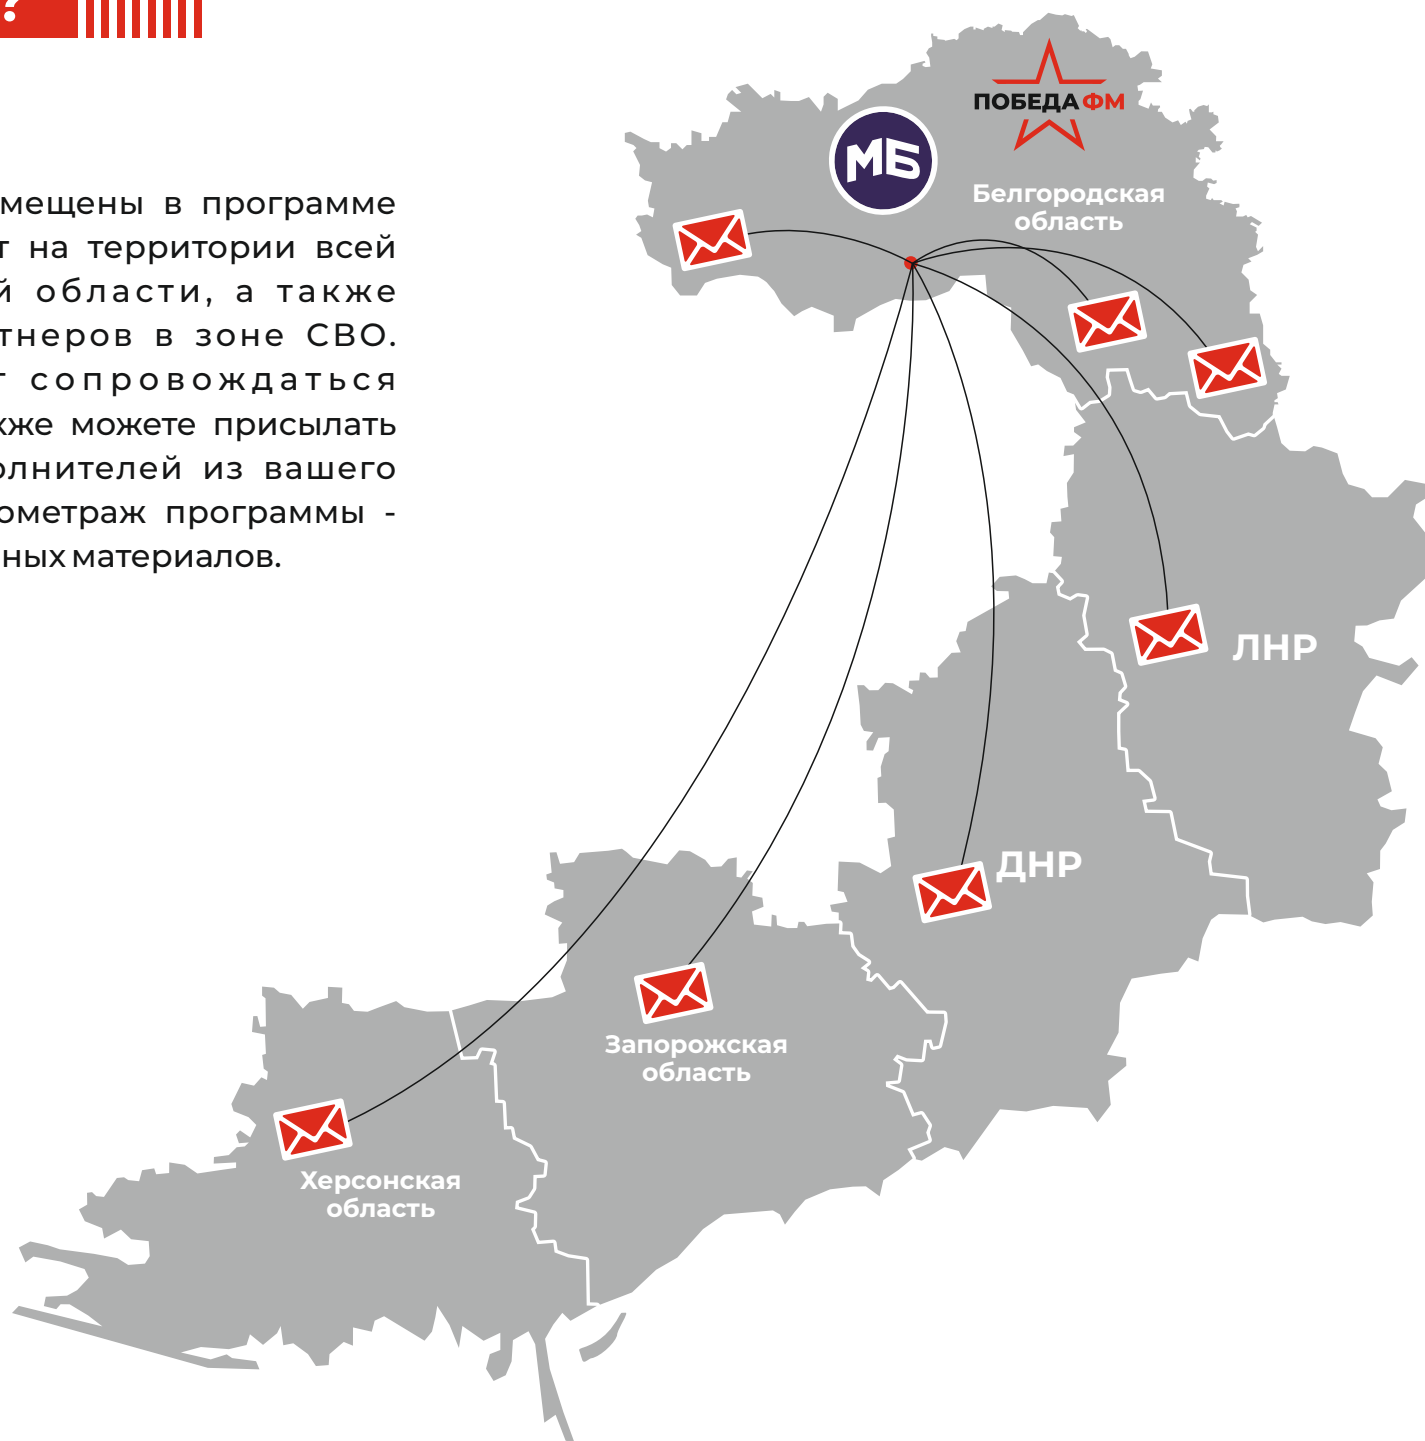 ?
мещены в программе
т на территории всей
й области, а также
тнеров в зоне СВО.
т сопровождаться
кже можете присылать
олнителей из вашего
ометраж программы -
ных материалов.
ПОБЕДА ФМ
МБ
Белгородская
область
ЛНР
ДНР
Запорожская
область
Херсонская
область